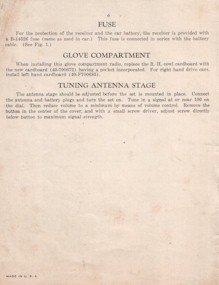 FUSE
For the protection of the receiver and the car battery, the receiver is provided with
a B-14820 fuse (same as used in car). This fuse is connected in series with the battery
cable. (See Fig. 1.)
GLOVE COMPARTMENT
When installing this glove compartment radio, replace the R. H. cowl cardboard with
the new cardboard having a pocket incorporated. For right hand drive cars,
install left hand cardboard
TUNING ANTENNA STAGE
The antenna stage should be adjusted before the set is mounted in place. Connect
the antenna and battery plugs and turn the set on. Tune in a signal at or near 100 on
the dial. Then reduce volume to a minimum by means of volume control. Remove the
button in the center of the cover, and with a small screw driver, adjust screw directly
below button to maximum signal strength.